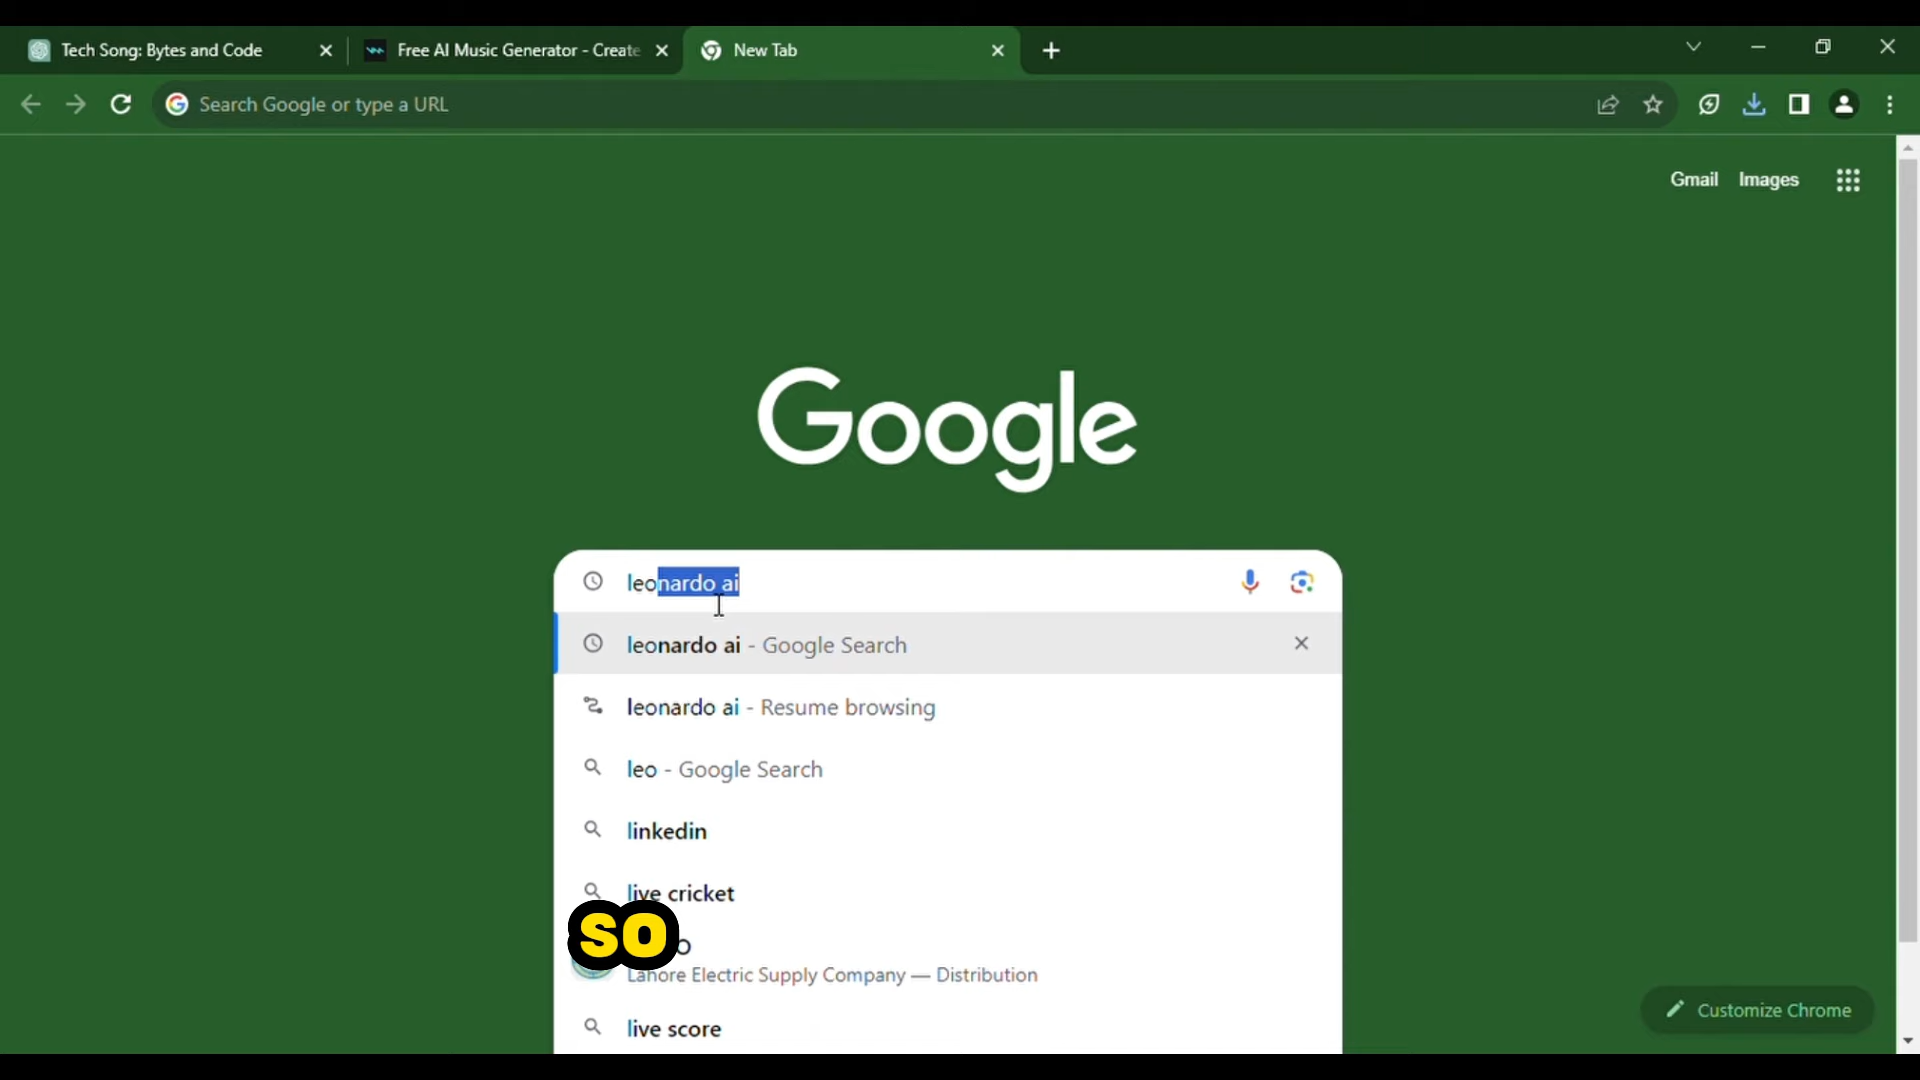 Tech Song: Bytes and Code
Free AI Music Generator - Create
New Tab
Search Google or type a URL
Gmail Images
Google
leonardo ai
leonardo ai - Google Search
leonardo ai - Resume browsing
leo - Google Search
linkedin
live cricket
so
Lahore Electric Supply Company — Distribution
live score
Customize Chrome